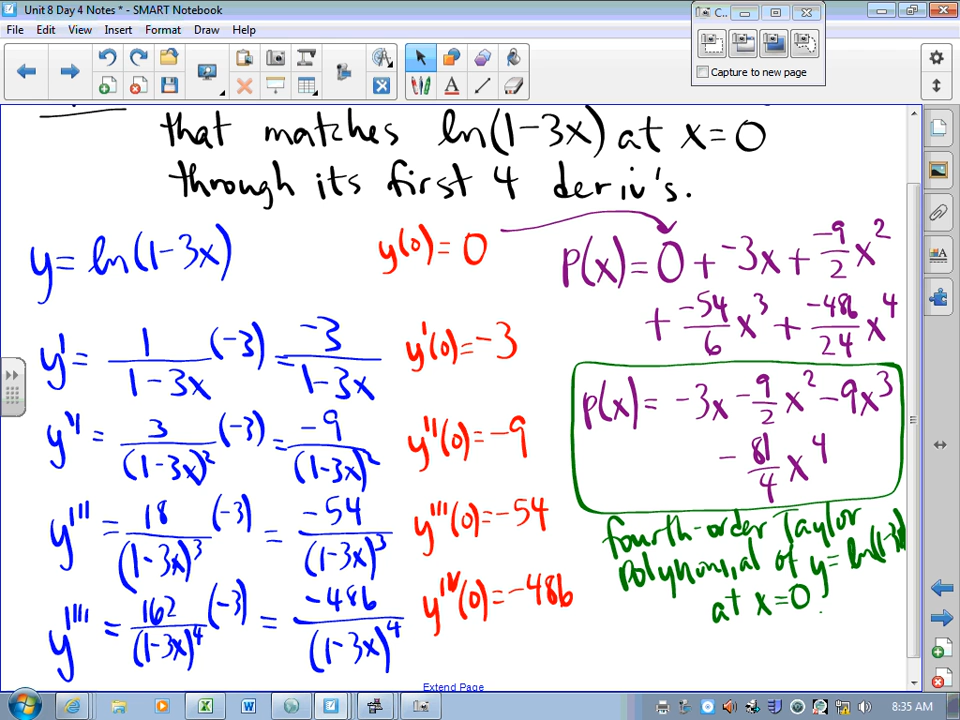 Unit 8 Day 4 Notes * - SMART Notebook
C..
File Edit View Insert Format Draw Help
Capture to new page
that matches ln(1-3x) at x=0
through its first 4 deriv's.
y = ln(1-3x)
y(0) = 0
p(x) = 0 + -3x + -9/2 x^2
+ -54/6 x^3 + -486/24 x^4
y' = 1/(1-3x) (-3) = -3/(1-3x)
y'(0) = -3
p(x) = -3x - 9/2 x^2 - 9x^3
- 81/4 x^4
y'' = 3/(1-3x)^2 (-3) = -9/(1-3x)^2
y''(0) = -9
y''' = 18/(1-3x)^3 (-3) = -54/(1-3x)^3
y'''(0) = -54
fourth-order Taylor
Polynomial of y = ln(1-3x)
at x=0.
y'''' = 162/(1-3x)^4 (-3) = -486/(1-3x)^4
y^IV(0) = -486
Extend Page
8:35 AM